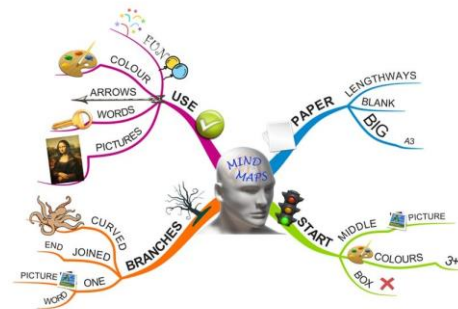 MIND
MAPS
PAPER
LENGTHWAYS
BLANK
BIG
A3
START
MIDDLE
PICTURE
COLOURS
3+
BOX
BRANCHES
CURVED
JOINED
END
ONE
PICTURE
WORD
USE
PICTURES
WORDS
ARROWS
COLOUR
FUN